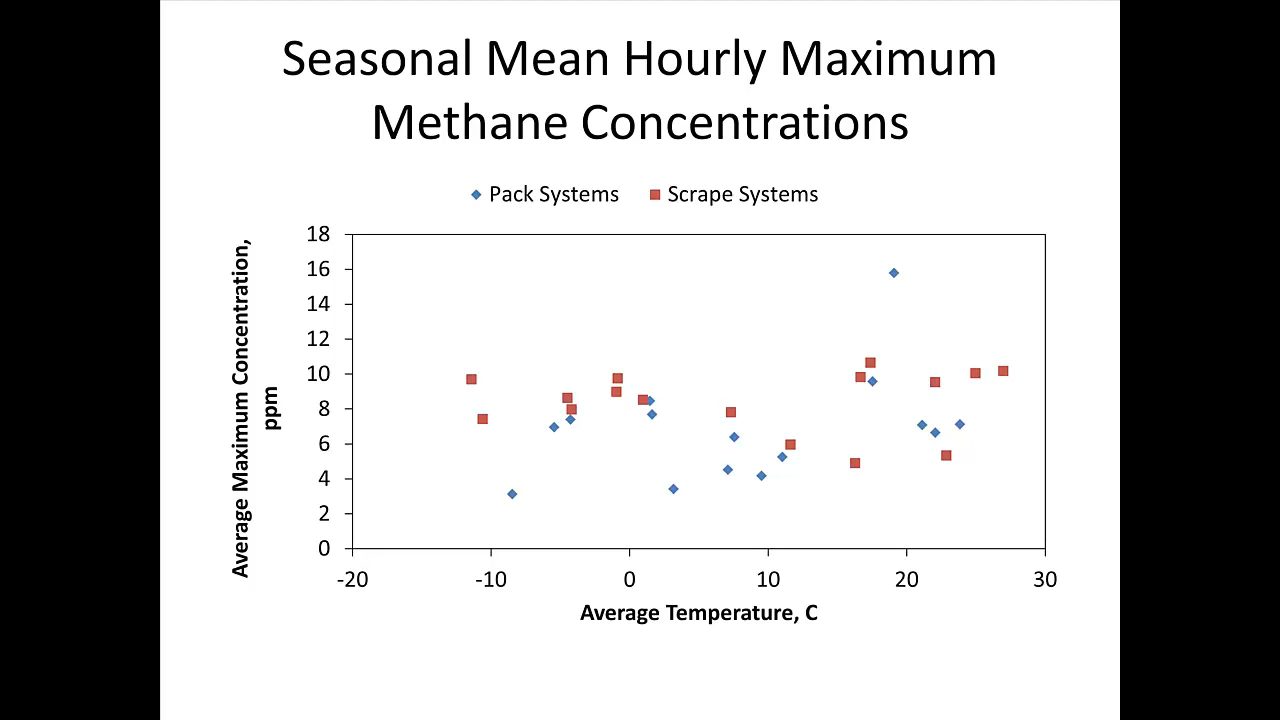 Seasonal Mean Hourly Maximum
Methane Concentrations
Pack Systems
Scrape Systems
Average Maximum Concentration,
ppm
18
16
14
12
10
8
6
4
2
0
-20
-10
0
10
20
30
Average Temperature, C